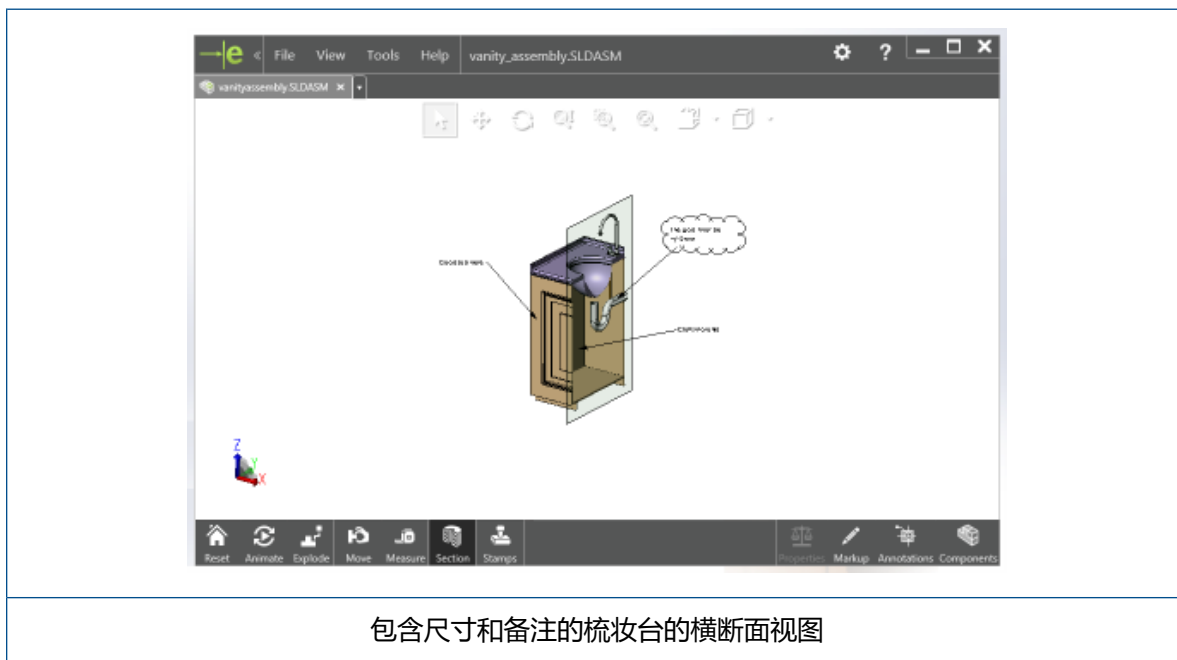 e « File View Tools Help vanity_assembly.SLDASM ?
vanityassembly.SLDASM
Z
Y
X
Reset Animate Explode Move Measure Section Stamps Properties Markup Annotations Components
包含尺寸和备注的梳妆台的横断面视图